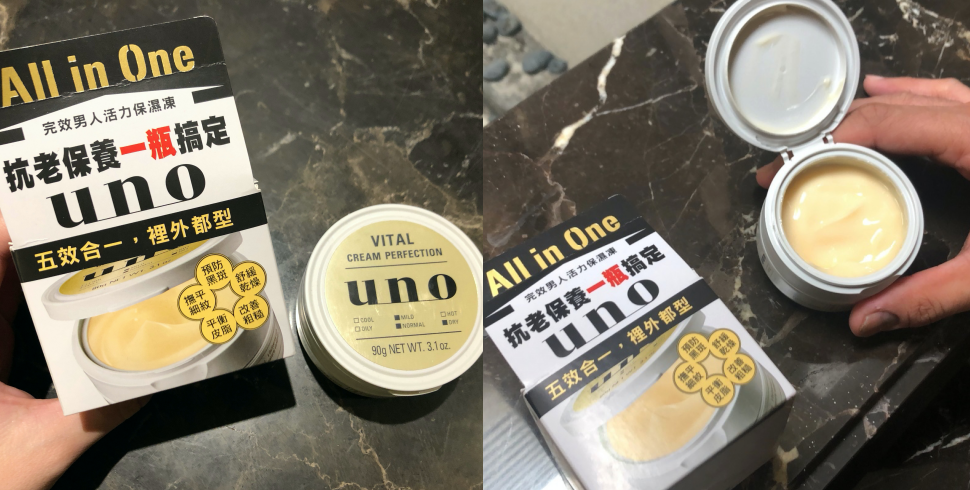 All in One
完效男人活力保濕凍
抗老保養一瓶搞定
uno
五效合一，裡外都型
預防
黑斑
舒緩
乾燥
撫平
細紋
改善
粗糙
平衡
皮脂
VITAL
CREAM PERFECTION
uno
COOL
MILD
HOT
OILY
NORMAL
DRY
90g NET WT. 3.1oz.
All in One
完效男人活力保濕凍
抗老保養一瓶搞定
uno
五效合一，裡外都型
預防
黑斑
舒緩
乾燥
撫平
細紋
改善
粗糙
平衡
皮脂